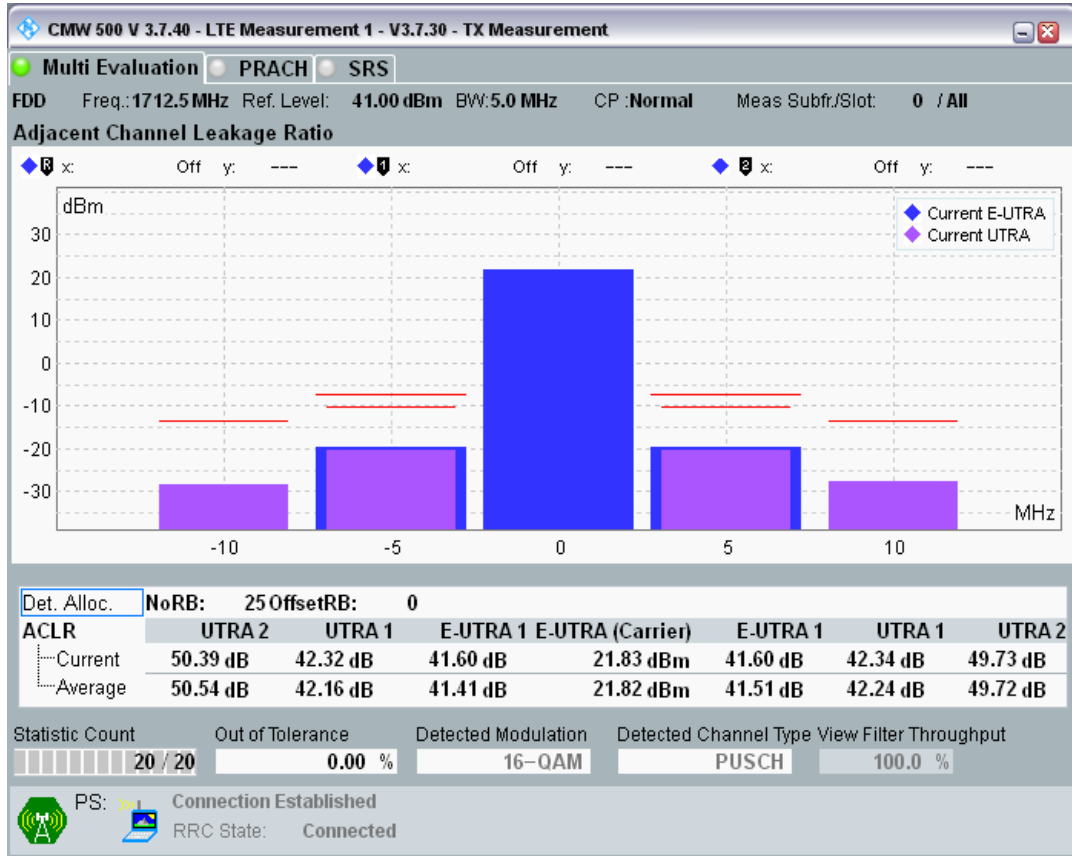 CMW 500 V 3.7.40 - LTE Measurement 1 - V3.7.30 - TX Measurement
Multi Evaluation PRACH SRS
FDD Freq.: 1712.5 MHz Ref. Level: 41.00 dBm BW: 5.0 MHz CP : Normal Meas Subfr./Slot: 0 / All
Adjacent Channel Leakage Ratio
R x: Off y: --- 1 x: Off y: --- 2 x: Off y: ---
dBm
Current E-UTRA
Current UTRA
30
20
10
0
-10
-20
-30
MHz
-10 -5 0 5 10
Det. Alloc. NoRB: 25 OffsetRB: 0
ACLR UTRA 2 UTRA 1 E-UTRA 1 E-UTRA (Carrier) E-UTRA 1 UTRA 1 UTRA 2
Current 50.39 dB 42.32 dB 41.60 dB 21.83 dBm 41.60 dB 42.34 dB 49.73 dB
Average 50.54 dB 42.16 dB 41.41 dB 21.82 dBm 41.51 dB 42.24 dB 49.72 dB
Statistic Count Out of Tolerance Detected Modulation Detected Channel Type View Filter Throughput
20 / 20 0.00 % 16-QAM PUSCH 100.0 %
PS: Connection Established
RRC State: Connected